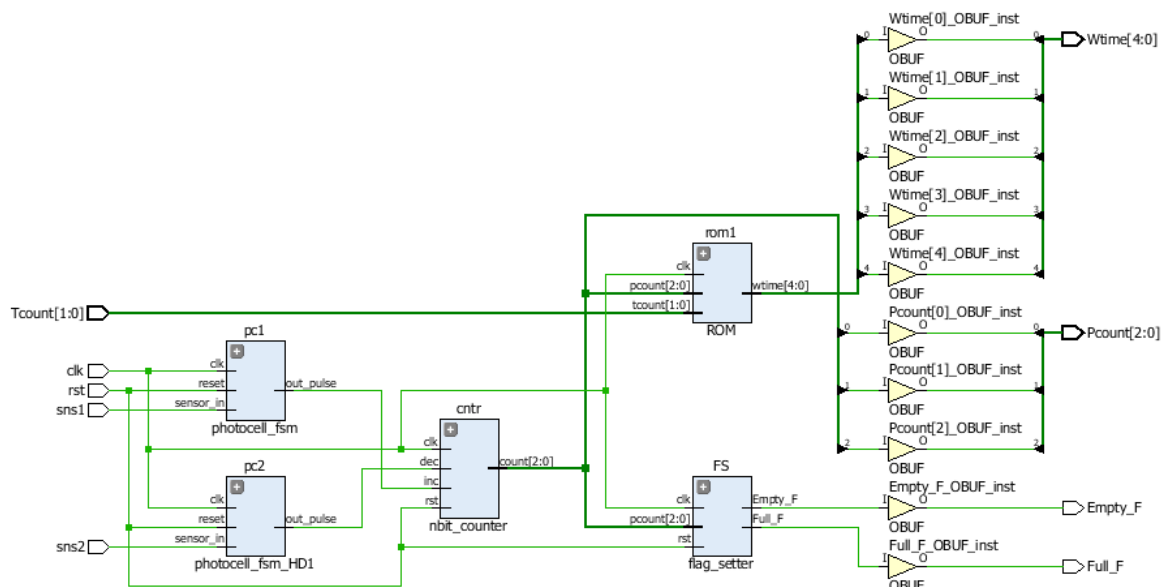 Wtime[0]_OBUF_inst
0 I O 0
OBUF
Wtime[4:0]
Wtime[1]_OBUF_inst
1 I O 1
OBUF
Wtime[2]_OBUF_inst
2 I O 2
OBUF
Wtime[3]_OBUF_inst
3 I O 3
OBUF
Wtime[4]_OBUF_inst
4 I O 4
OBUF
rom1
clk
pcount[2:0]
tcount[1:0]
wtime[4:0]
ROM
Tcount[1:0]
Pcount[0]_OBUF_inst
0 I O 0
OBUF
Pcount[2:0]
Pcount[1]_OBUF_inst
1 I O 1
OBUF
Pcount[2]_OBUF_inst
2 I O 2
OBUF
clk
rst
sns1
pc1
clk
reset
sensor_in
out_pulse
photocell_fsm
cntr
clk
dec
inc
rst
count[2:0]
nbit_counter
sns2
pc2
clk
reset
sensor_in
out_pulse
photocell_fsm_HD1
FS
clk
pcount[2:0]
rst
Empty_F
Full_F
flag_setter
Empty_F_OBUF_inst
I O
OBUF
Empty_F
Full_F_OBUF_inst
I O
OBUF
Full_F